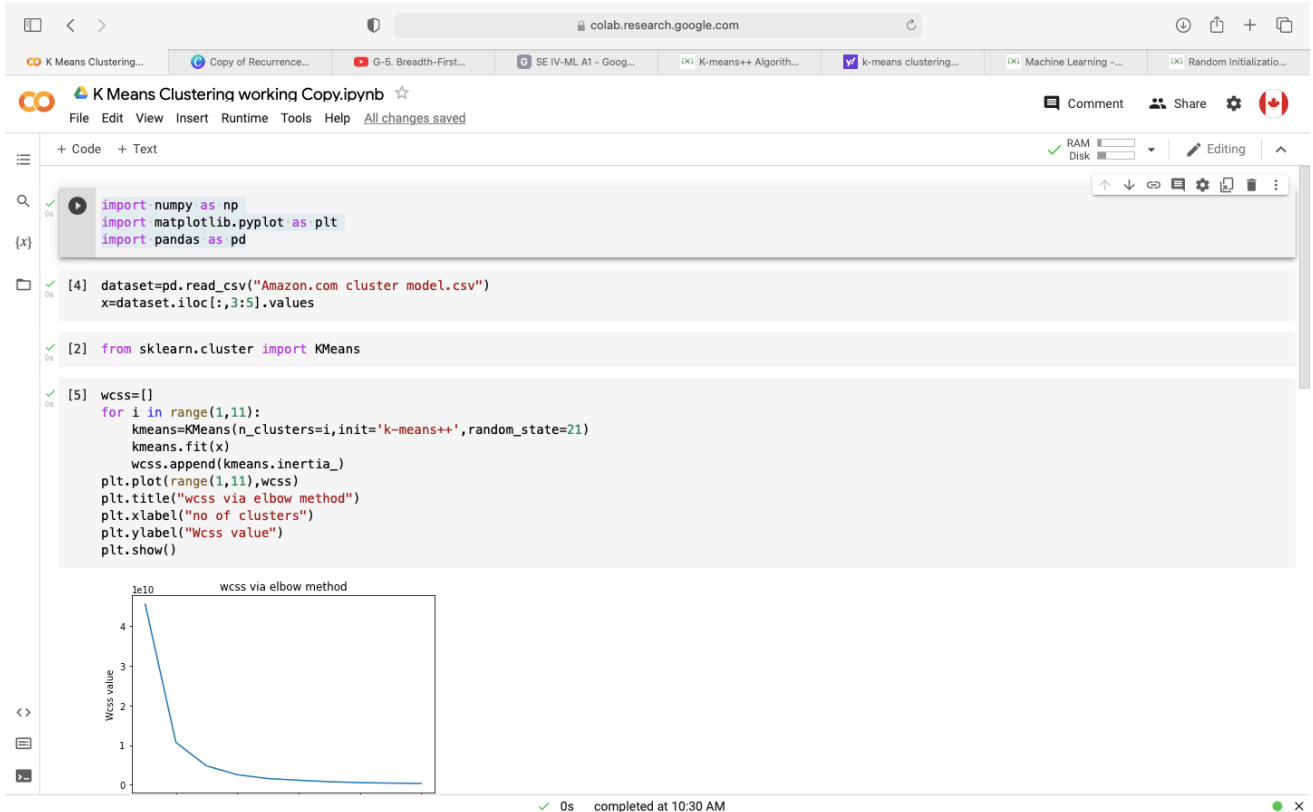 colab.research.google.com
K Means Clustering...
Copy of Recurrence...
G-5. Breadth-First...
G SE IV-ML A1 - Goog...
K-means++ Algorith...
y! k-means clustering...
Machine Learning -...
Random Initializatio...
K Means Clustering working Copy.ipynb
Comment
Share
File Edit View Insert Runtime Tools Help All changes saved
+ Code + Text
RAM
Disk
Editing
import numpy as np
import matplotlib.pyplot as plt
import pandas as pd
0s
{x}
[4] dataset=pd.read_csv("Amazon.com cluster model.csv")
x=dataset.iloc[:,3:5].values
0s
[2] from sklearn.cluster import KMeans
0s
[5] wcss=[]
for i in range(1,11):
kmeans=KMeans(n_clusters=i,init='k-means++',random_state=21)
kmeans.fit(x)
wcss.append(kmeans.inertia_)
plt.plot(range(1,11),wcss)
plt.title("wcss via elbow method")
plt.xlabel("no of clusters")
plt.ylabel("Wcss value")
plt.show()
0s
1e10
wcss via elbow method
4
3
2
1
0
Wcss value
0s completed at 10:30 AM